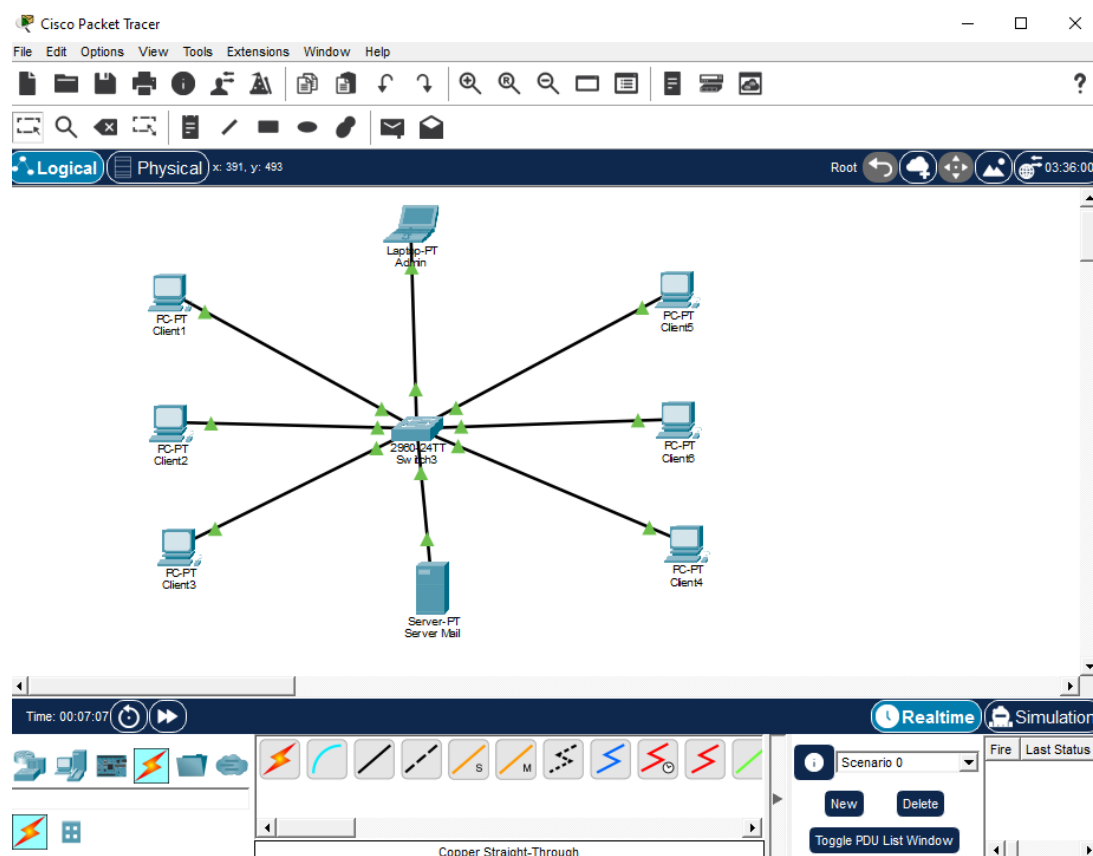 Cisco Packet Tracer
File Edit Options View Tools Extensions Window Help
Logical Physical x: 391, y: 493 Root 03:36:00
Laptop-PT
Admin
PC-PT
Client1
PC-PT
Client5
PC-PT
Client2
2960-24TT
Switch3
PC-PT
Client6
PC-PT
Client3
PC-PT
Client4
Server-PT
Server Mail
Time: 00:07:07 Realtime Simulation
S M
Scenario 0
Fire Last Status
New Delete
Toggle PDU List Window
Copper Straight-Through